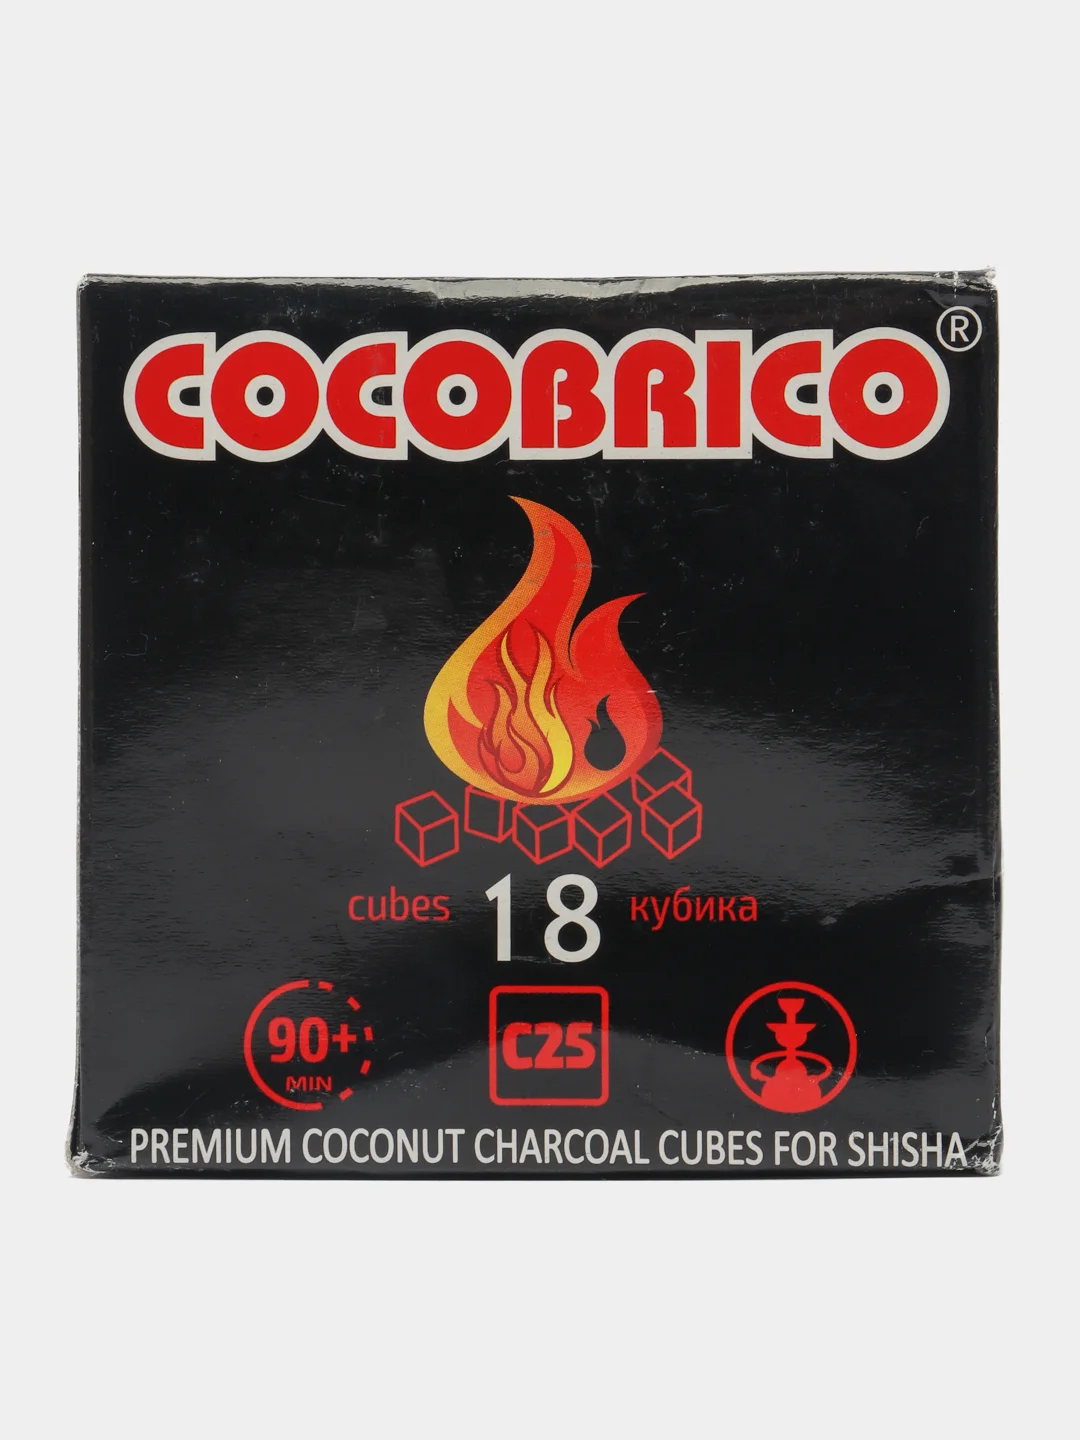 COCOBRICO®
cubes 18 кубика
90+
MIN
C25
PREMIUM COCONUT CHARCOAL CUBES FOR SHISHA